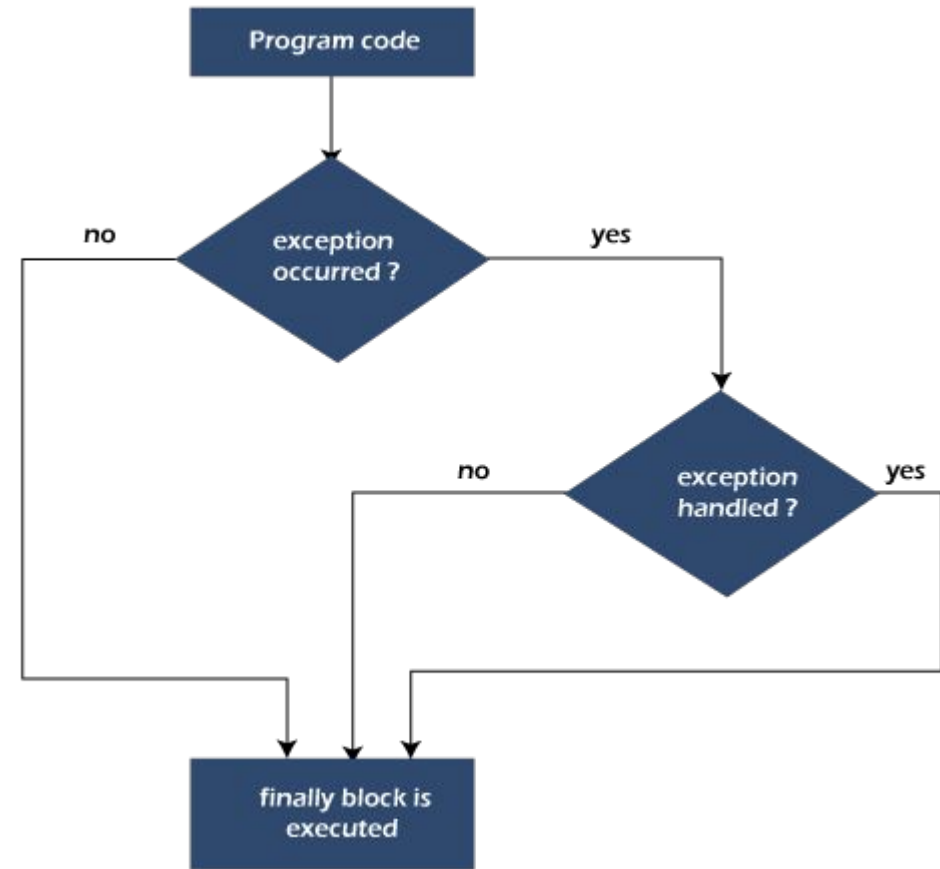 Program code
no
yes
exception
occurred ?
no
yes
exception
handled ?
finally block is
executed